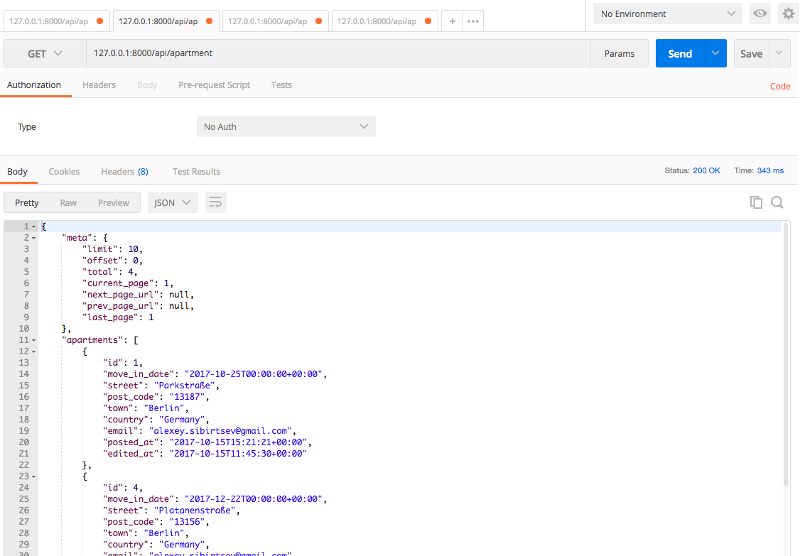 127.0.0.1:8000/api/ap 127.0.0.1:8000/api/ap 127.0.0.1:8000/api/ap 127.0.0.1:8000/api/ap + ••• No Environment
GET 127.0.0.1:8000/api/apartment Params Send Save
Authorization Headers Body Pre-request Script Tests Code
Type No Auth
Body Cookies Headers (8) Test Results Status: 200 OK Time: 343 ms
Pretty Raw Preview JSON
1 {
2 "meta": {
3 "limit": 10,
4 "offset": 0,
5 "total": 4,
6 "current_page": 1,
7 "next_page_url": null,
8 "prev_page_url": null,
9 "last_page": 1
10 },
11 "apartments": [
12 {
13 "id": 1,
14 "move_in_date": "2017-10-25T00:00:00+00:00",
15 "street": "Parkstraße",
16 "post_code": "13187",
17 "town": "Berlin",
18 "country": "Germany",
19 "email": "alexey.sibirtsev@gmail.com",
20 "posted_at": "2017-10-15T15:21:21+00:00",
21 "edited_at": "2017-10-15T11:45:30+00:00"
22 },
23 {
24 "id": 4,
25 "move_in_date": "2017-12-22T00:00:00+00:00",
26 "street": "Platanenstraße",
27 "post_code": "13156",
28 "town": "Berlin",
29 "country": "Germany",
30 "email": "alexey.sibirtsev@gmail.com",